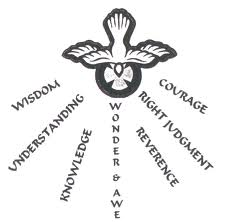 WISDOM
UNDERSTANDING
KNOWLEDGE
WONDER & AWE
REVERENCE
RIGHT JUDGMENT
COURAGE